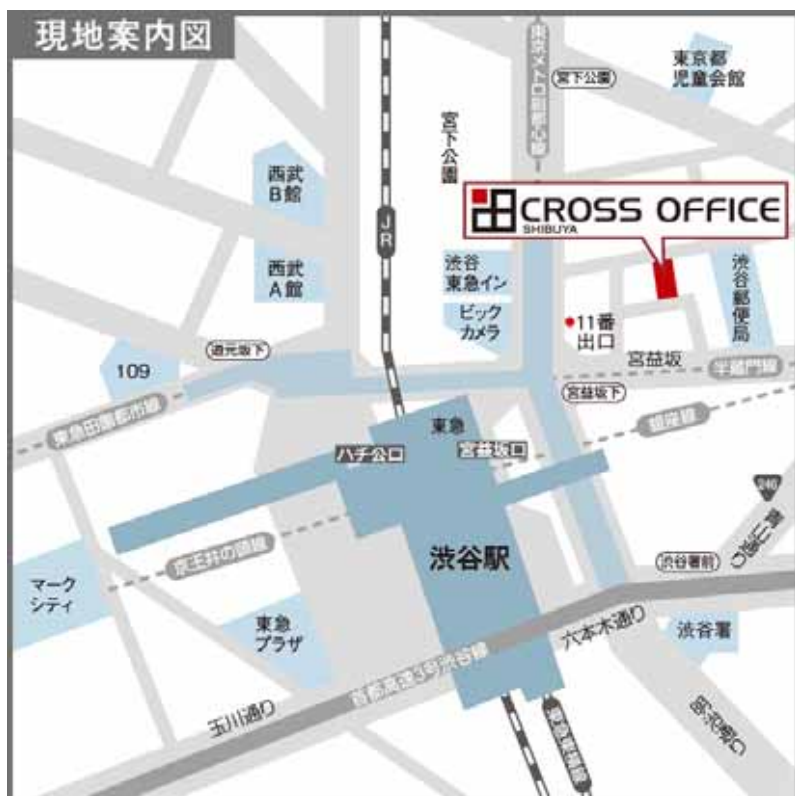 現地案内図
東京都
児童会館
宮下公園
東京メトロ副都心線
宮下公園
西武
B館
JR
CROSS OFFICE
SHIBUYA
西武
A館
渋谷
東急イン
ビック
カメラ
渋谷郵便局
11番
出口
道元坂下
宮益坂
半蔵門線
109
宮益坂下
東急田園都市線
東急
銀座線
ハチ公口
宮益坂口
246
青山通り
京王井の頭線
渋谷駅
渋谷署前
マーク
シティ
東急
プラザ
六本木通り
渋谷署
首都高速3号渋谷線
玉川通り
明治通り
東急東横線